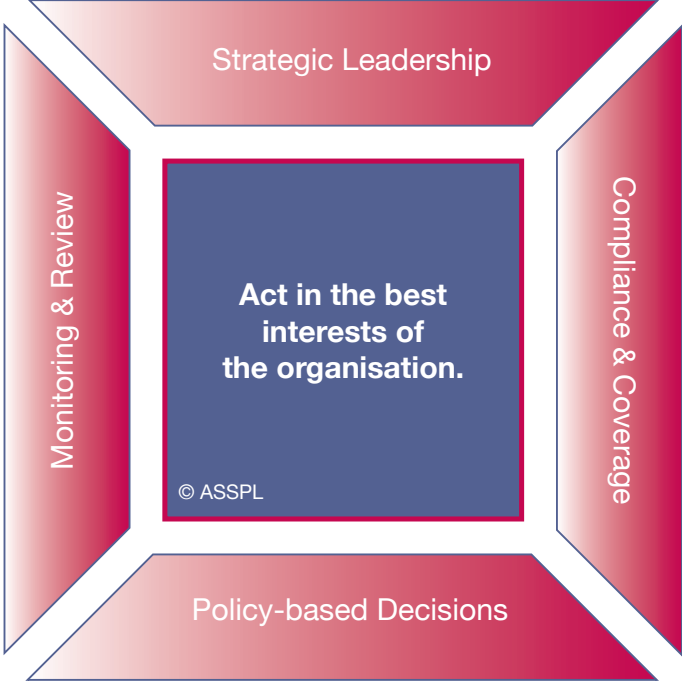 Strategic Leadership
Monitoring & Review
Act in the best
interests of
the organisation.
© ASSPL
Compliance & Coverage
Policy-based Decisions